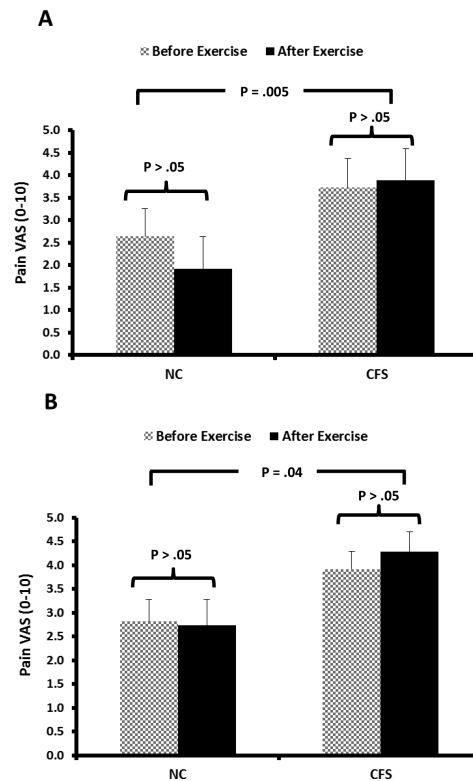 A
Before Exercise After Exercise
P = .005
P > .05
P > .05
Pain VAS (0-10)
5.0
4.5
4.0
3.5
3.0
2.5
2.0
1.5
1.0
0.5
0.0
NC CFS
B
Before Exercise After Exercise
P = .04
P > .05
P > .05
Pain VAS (0-10)
5.0
4.5
4.0
3.5
3.0
2.5
2.0
1.5
1.0
0.5
0.0
NC CFS